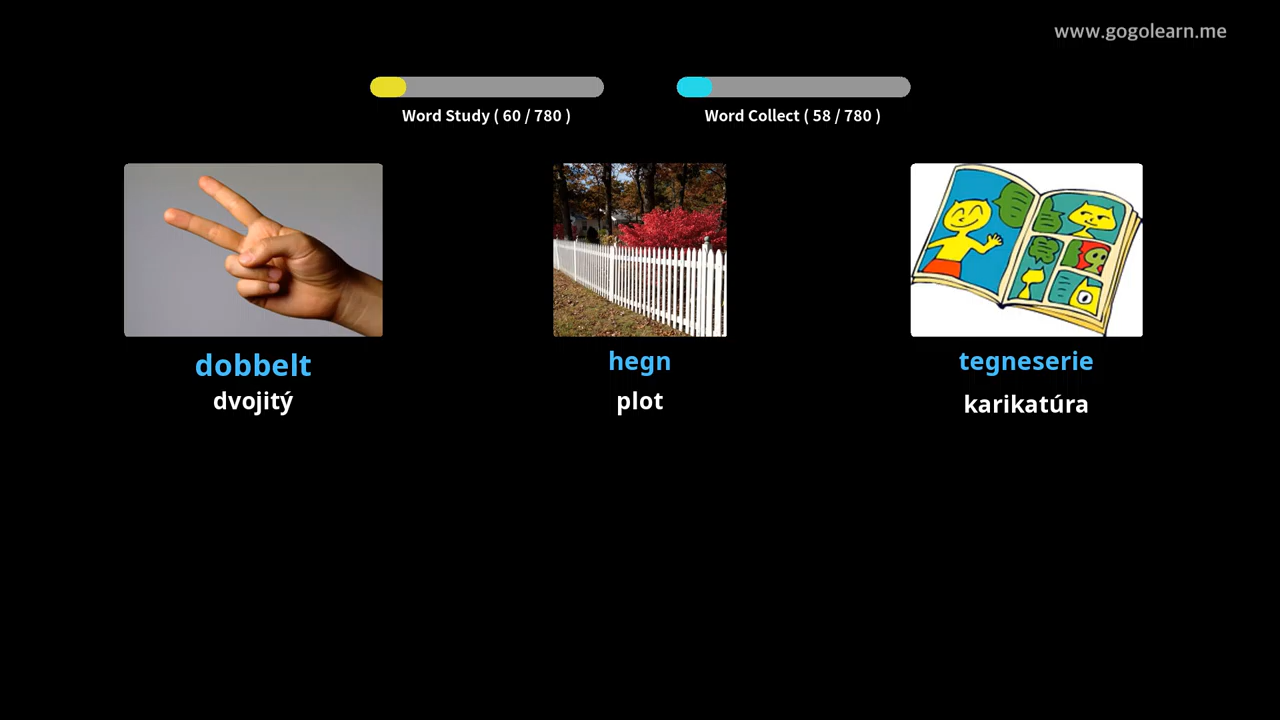 www.gogolearn.me
Word Study ( 60 / 780 )
Word Collect ( 58 / 780 )
dobbelt
dvojitý
hegn
plot
tegneserie
karikatúra